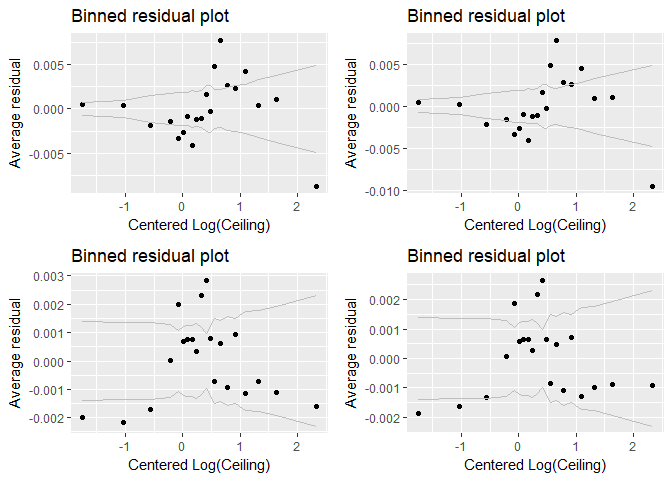 Binned residual plot
Average residual
0.005
0.000
-0.005
-1
0
1
2
Centered Log(Ceiling)
Binned residual plot
Average residual
0.005
0.000
-0.005
-0.010
-1
0
1
2
Centered Log(Ceiling)
Binned residual plot
Average residual
0.003
0.002
0.001
0.000
-0.001
-0.002
-1
0
1
2
Centered Log(Ceiling)
Binned residual plot
Average residual
0.002
0.001
0.000
-0.001
-0.002
-1
0
1
2
Centered Log(Ceiling)